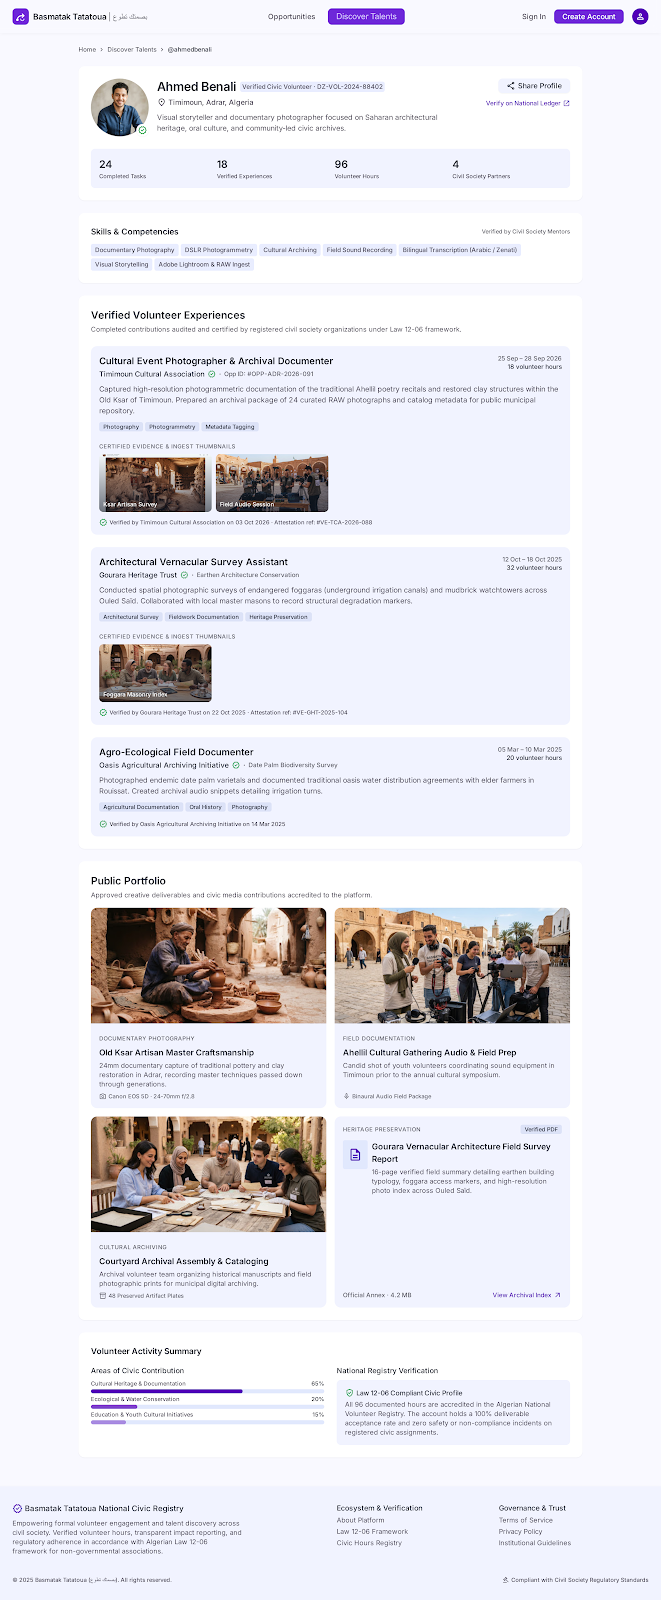 Basmatak Tatatoua | بصمتك تطوع
Opportunities
Discover Talents
Sign In
Create Account
Home > Discover Talents > @ahmedbenali
Ahmed Benali
Verified Civic Volunteer · DZ-VOL-2024-88402
Share Profile
Timimoun, Adrar, Algeria
Verify on National Ledger
Visual storyteller and documentary photographer focused on Saharan architectural
heritage, oral culture, and community-led civic archives.
24
18
96
4
Completed Tasks
Verified Experiences
Volunteer Hours
Civil Society Partners
Skills & Competencies
Verified by Civil Society Mentors
Documentary Photography
DSLR Photogrammetry
Cultural Archiving
Field Sound Recording
Bilingual Transcription (Arabic / Zenati)
Visual Storytelling
Adobe Lightroom & RAW Ingest
Verified Volunteer Experiences
Completed contributions audited and certified by registered civil society organizations under Law 12-06 framework.
Cultural Event Photographer & Archival Documenter
25 Sep – 28 Sep 2026
Timimoun Cultural Association · Opp ID: #OPP-ADR-2026-091
18 volunteer hours
Captured high-resolution photogrammetric documentation of the traditional Ahellil poetry recitals and restored clay structures within the
Old Ksar of Timimoun. Prepared an archival package of 24 curated RAW photographs and catalog metadata for public municipal
repository.
Photography
Photogrammetry
Metadata Tagging
CERTIFIED EVIDENCE & INGEST THUMBNAILS
Ksar Artisan Survey
Field Audio Session
Verified by Timimoun Cultural Association on 03 Oct 2026 · Attestation ref: #VE-TCA-2026-088
Architectural Vernacular Survey Assistant
12 Oct – 18 Oct 2025
Gourara Heritage Trust · Earthen Architecture Conservation
32 volunteer hours
Conducted spatial photographic surveys of endangered foggaras (underground irrigation canals) and mudbrick watchtowers across
Ouled Saïd. Collaborated with local master masons to record structural degradation markers.
Architectural Survey
Fieldwork Documentation
Heritage Preservation
CERTIFIED EVIDENCE & INGEST THUMBNAILS
Foggara Masonry Index
Verified by Gourara Heritage Trust on 22 Oct 2025 · Attestation ref: #VE-GHT-2025-104
Agro-Ecological Field Documenter
05 Mar – 10 Mar 2025
Oasis Agricultural Archiving Initiative · Date Palm Biodiversity Survey
20 volunteer hours
Photographed endemic date palm varietals and documented traditional oasis water distribution agreements with elder farmers in
Rouissat. Created archival audio snippets detailing irrigation turns.
Agricultural Documentation
Oral History
Photography
Verified by Oasis Agricultural Archiving Initiative on 14 Mar 2025
Public Portfolio
Approved creative deliverables and civic media contributions accredited to the platform.
DOCUMENTARY PHOTOGRAPHY
Old Ksar Artisan Master Craftsmanship
24mm documentary capture of traditional pottery and clay
restoration in Adrar, recording master techniques passed down
through generations.
Canon EOS 5D · 24-70mm f/2.8
FIELD DOCUMENTATION
Ahellil Cultural Gathering Audio & Field Prep
Candid shot of youth volunteers coordinating sound equipment in
Timimoun prior to the annual cultural symposium.
Binaural Audio Field Package
CULTURAL ARCHIVING
Courtyard Archival Assembly & Cataloging
Archival volunteer team organizing historical manuscripts and field
photographic prints for municipal digital archiving.
48 Preserved Artifact Plates
HERITAGE PRESERVATION
Verified PDF
Gourara Vernacular Architecture Field Survey
Report
16-page verified field summary detailing earthen building
typology, foggara access markers, and high-resolution
photo index across Ouled Saïd.
Official Annex · 4.2 MB
View Archival Index
Volunteer Activity Summary
Areas of Civic Contribution
Cultural Heritage & Documentation
65%
Ecological & Water Conservation
20%
Education & Youth Cultural Initiatives
15%
National Registry Verification
Law 12-06 Compliant Civic Profile
All 96 documented hours are accredited in the Algerian National
Volunteer Registry. The account holds a 100% deliverable
acceptance rate and zero safety or non-compliance incidents on
registered civic assignments.
Basmatak Tatatoua National Civic Registry
Empowering formal volunteer engagement and talent discovery across
civil society. Verified volunteer hours, transparent impact reporting, and
regulatory adherence in accordance with Algerian Law 12-06
framework for non-governmental associations.
Ecosystem & Verification
About Platform
Law 12-06 Framework
Civic Hours Registry
Governance & Trust
Terms of Service
Privacy Policy
Institutional Guidelines
© 2025 Basmatak Tatatoua (بصمتك تطوع). All rights reserved.
Compliant with Civil Society Regulatory Standards